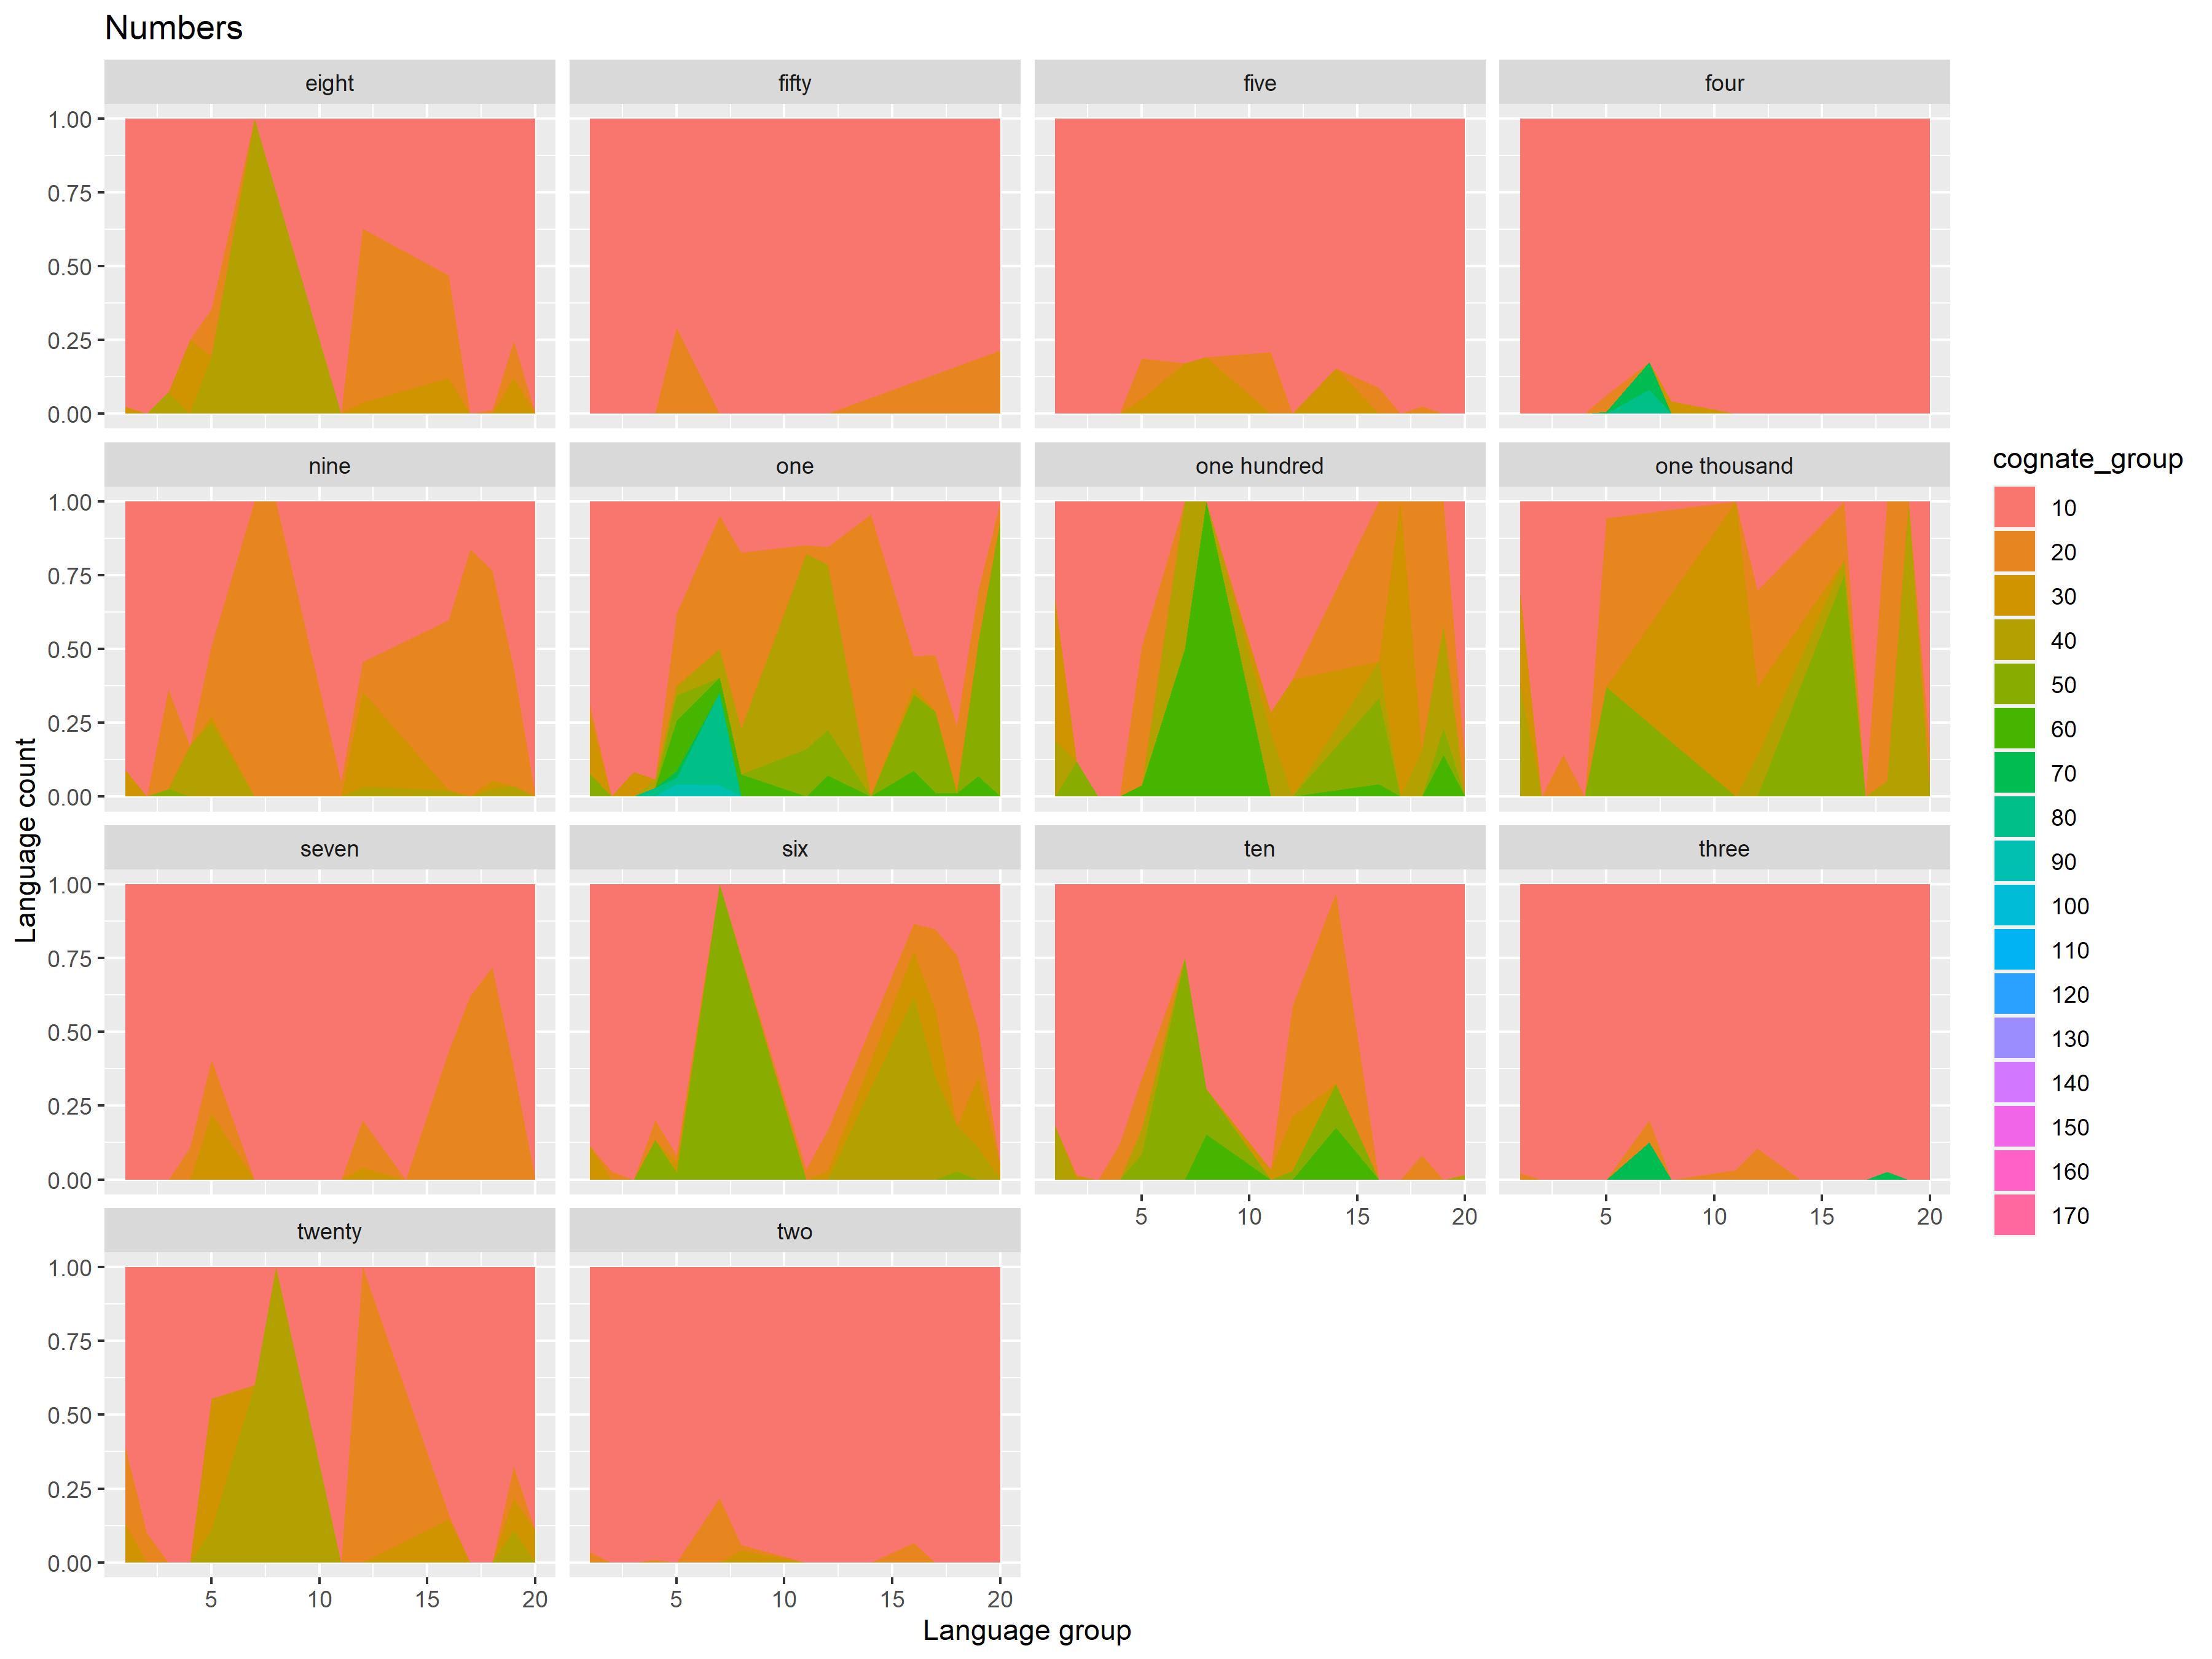 Numbers
eight
fifty
five
four
1.00
0.75
0.50
0.25
0.00
nine
one
one hundred
one thousand
1.00
0.75
0.50
0.25
0.00
seven
six
ten
three
1.00
0.75
0.50
0.25
0.00
5 10 15 20
5 10 15 20
twenty
two
1.00
0.75
0.50
0.25
0.00
5 10 15 20
5 10 15 20
Language count
Language group
cognate_group
10
20
30
40
50
60
70
80
90
100
110
120
130
140
150
160
170